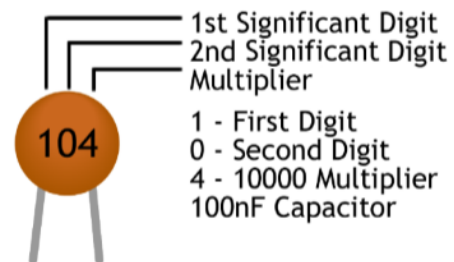 1st Significant Digit
2nd Significant Digit
Multiplier
104
1 - First Digit
0 - Second Digit
4 - 10000 Multiplier
100nF Capacitor